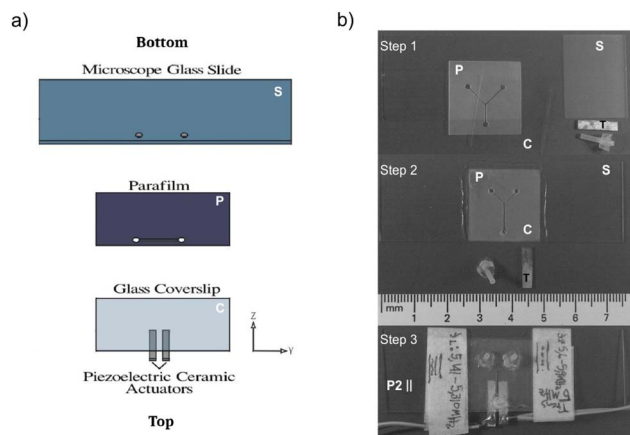 a)
Bottom
Microscope Glass Slide
S
Parafilm
P
Glass Coverslip
C
Z
Y
Piezoelectric Ceramic
Actuators
Top
b)
Step 1
P
S
T
C
Step 2
P
S
C
T
mm 1 2 3 4 5 6 7
Step 3
P2 ||